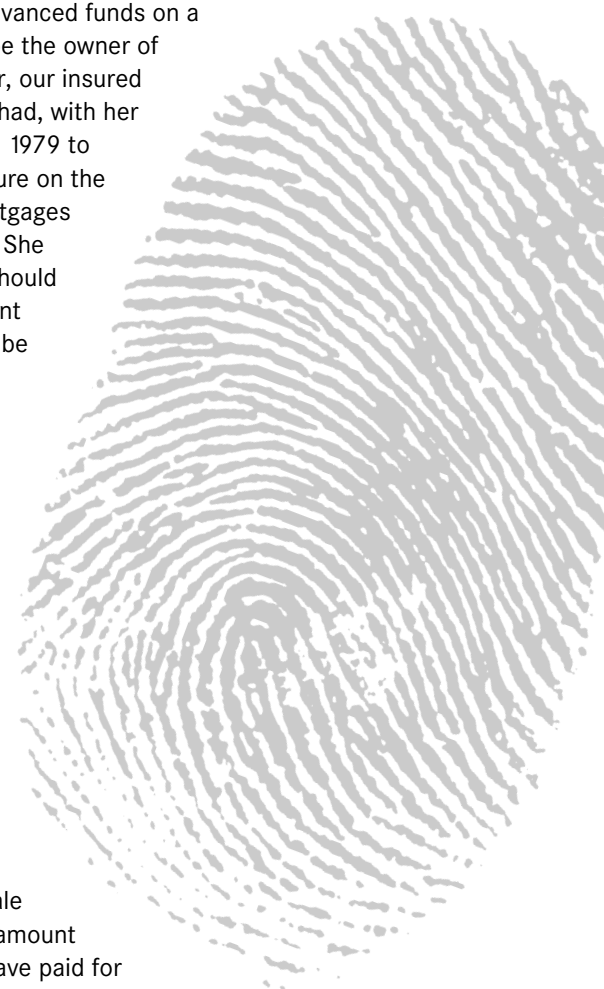 vanced funds on a
e the owner of
r, our insured
had, with her
1979 to
ure on the
tgages
She
hould
nt
be
le
amount
ave paid for